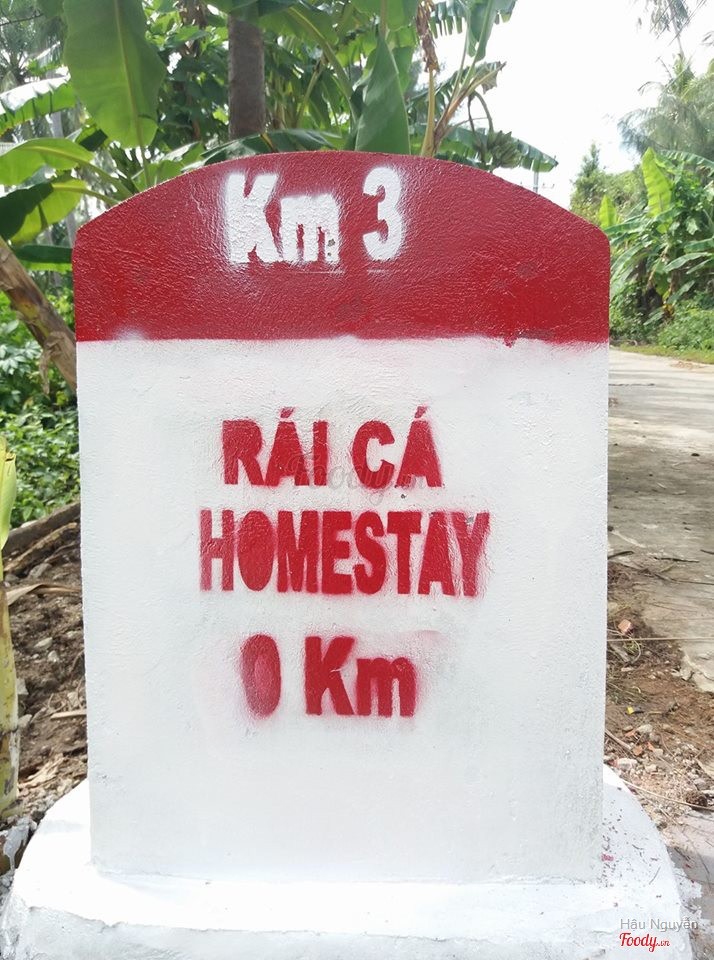 Km 3
RÁI CÁ
HOMESTAY
0 Km
Hậu Nguyễn
Foody.vn